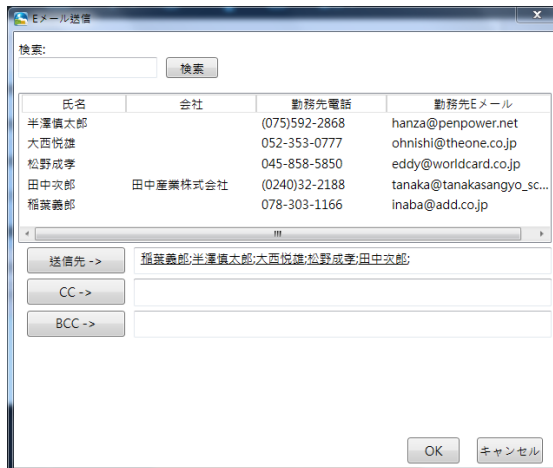 Eメール送信
検索:
検索
氏名 会社 勤務先電話 勤務先Eメール
半澤慎太郎 (075)592-2868 hanza@penpower.net
大西悦雄 052-353-0777 ohnishi@theone.co.jp
松野成孝 045-858-5850 eddy@worldcard.co.jp
田中次郎 田中産業株式会社 (0240)32-2188 tanaka@tanakasangyo_sc...
稲葉義郎 078-303-1166 inaba@add.co.jp
送信先 -> 稲葉義郎;半澤慎太郎;大西悦雄;松野成孝;田中次郎;
CC ->
BCC ->
OK キャンセル